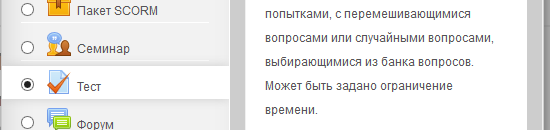 Пакет SCORM
Семинар
Тест
Форум
попытками, с перемешивающимися
вопросами или случайными вопросами,
выбирающимися из банка вопросов.
Может быть задано ограничение
времени.